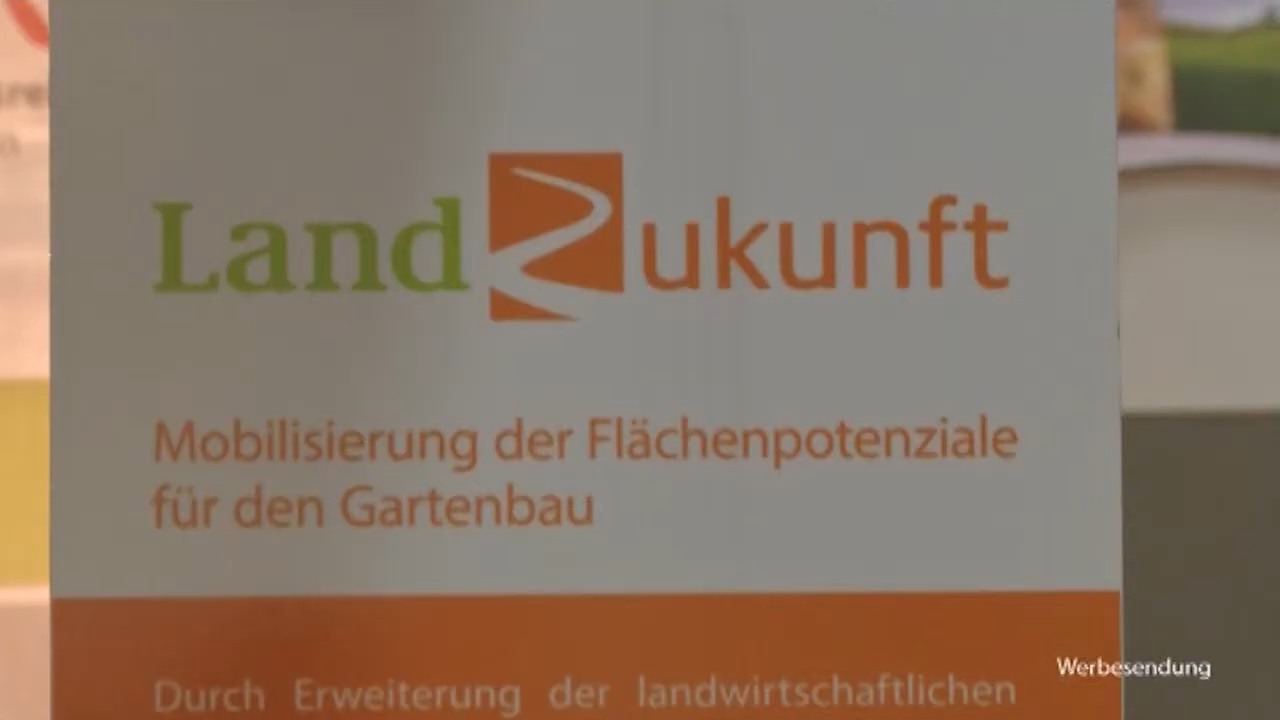 LandZukunft
Mobilisierung der Flächenpotenziale
für den Gartenbau
Durch Erweiterung der landwirtschaftlichen
Werbesendung